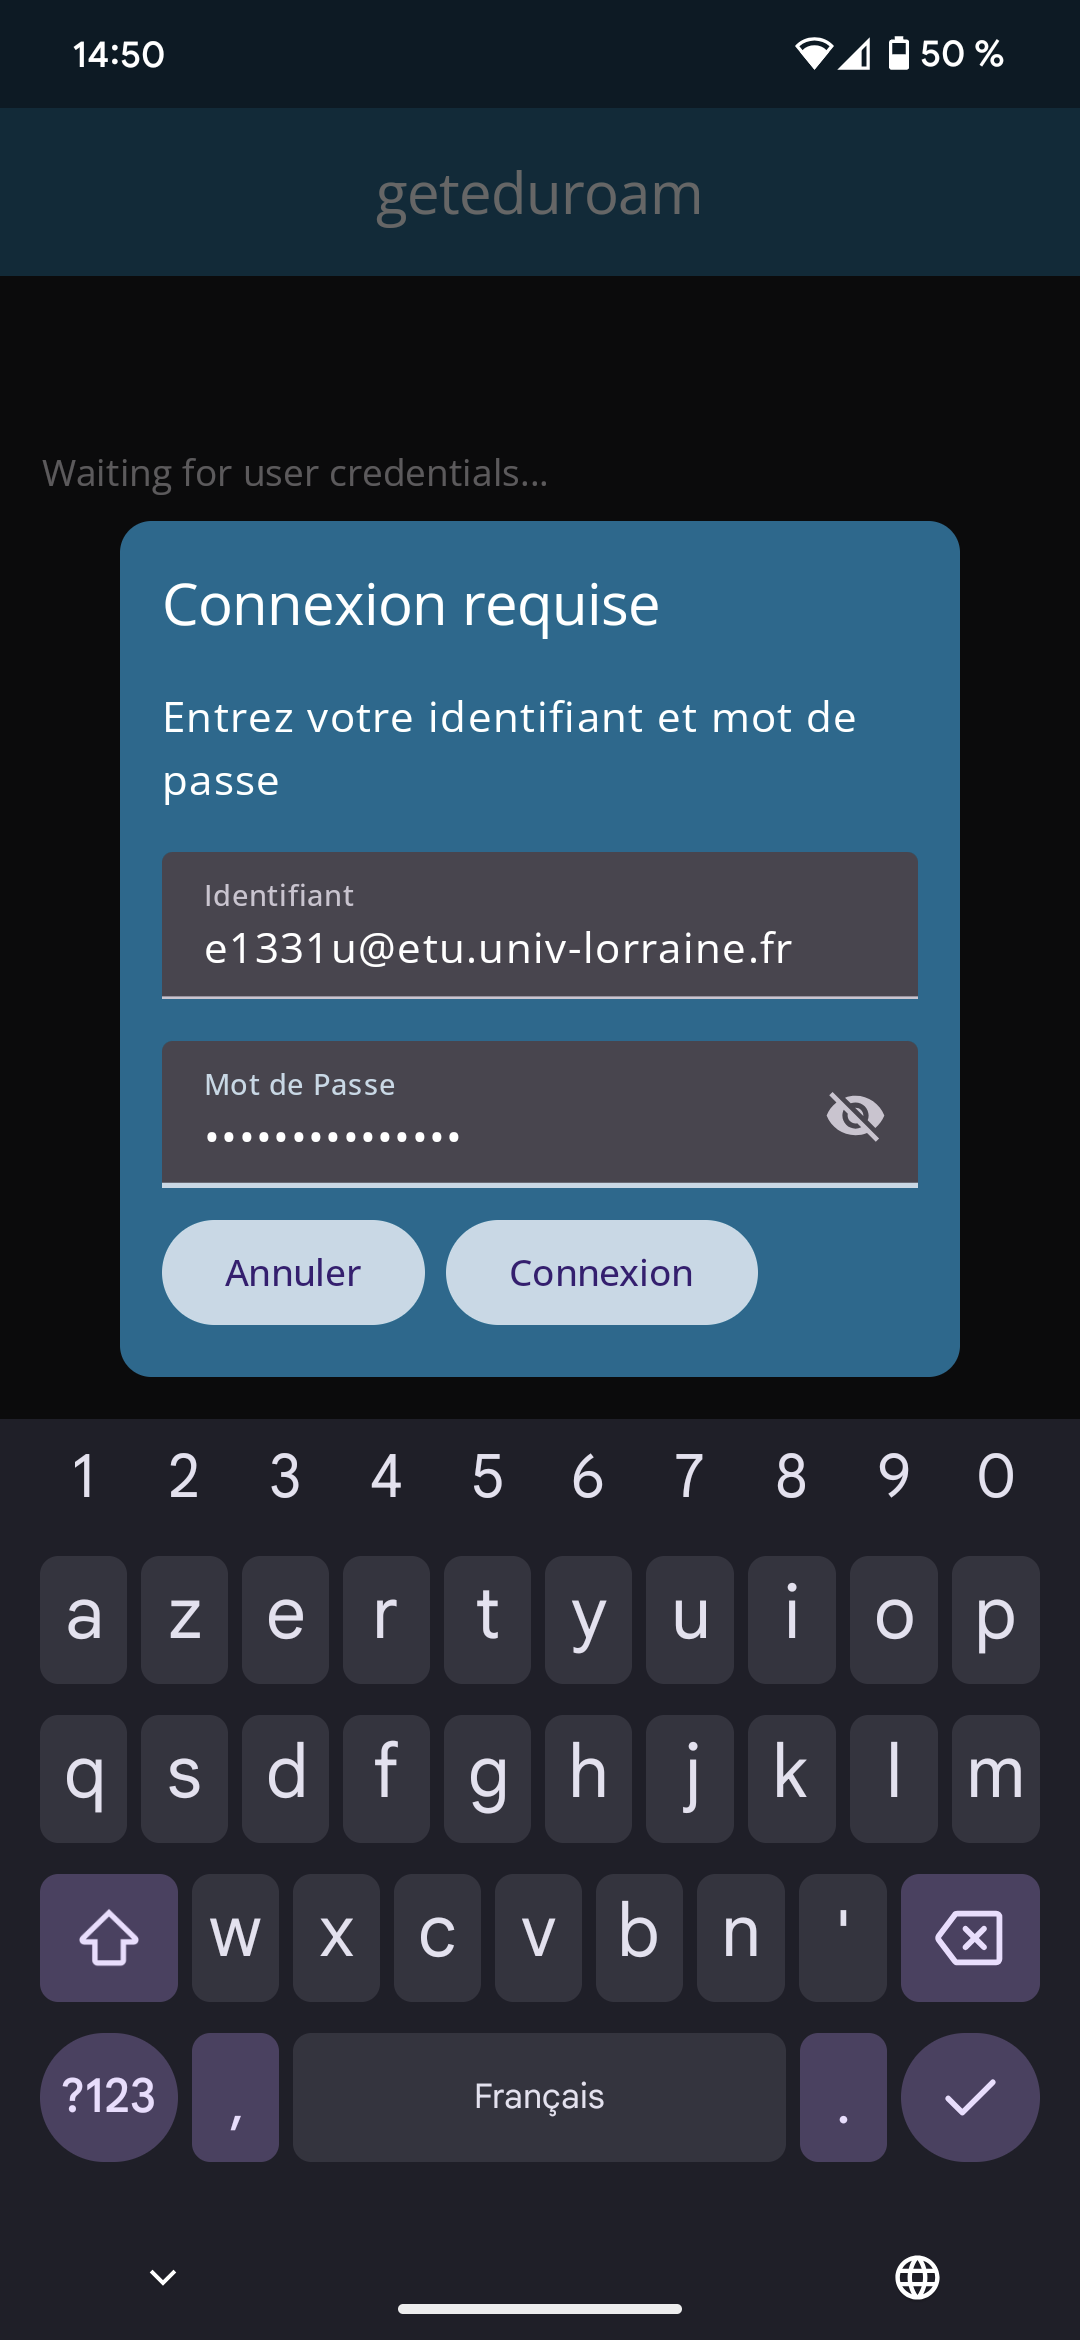 14:50
50 %
geteduroam
Waiting for user credentials...
Connexion requise
Entrez votre identifiant et mot de
passe
Identifiant
e1331u@etu.univ-lorraine.fr
Mot de Passe
•••••••••••••••
Annuler Connexion
1 2 3 4 5 6 7 8 9 0
a z e r t y u i o p
q s d f g h j k l m
w x c v b n '
?123 , Français .